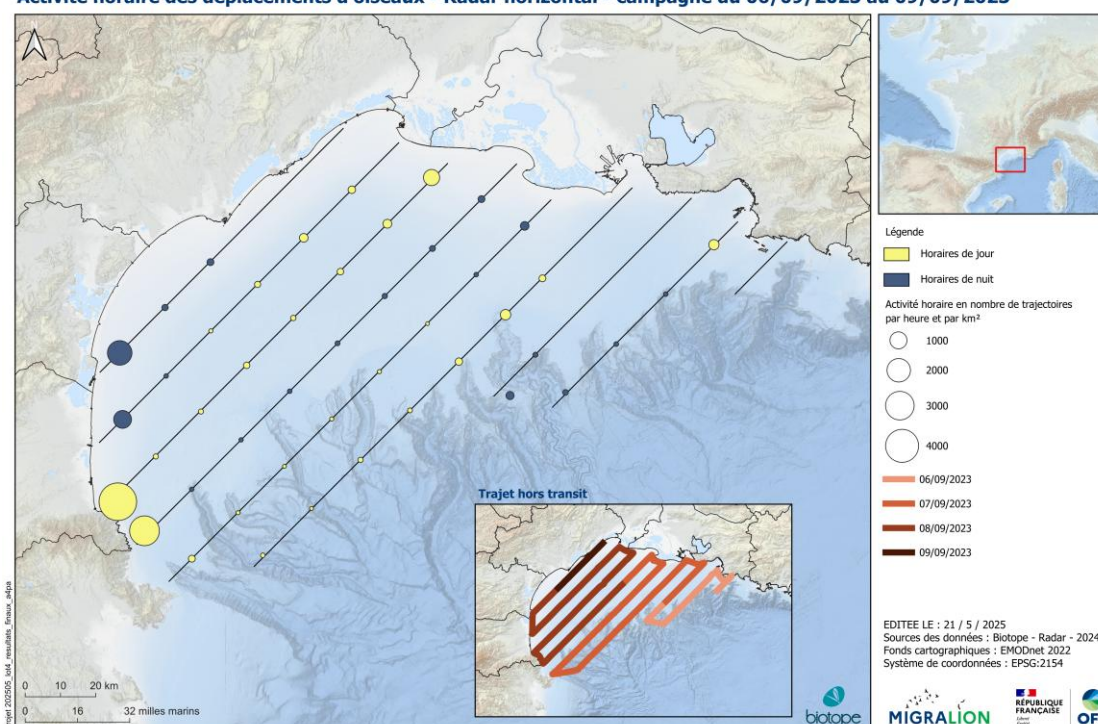 Activité horaire des déplacements d'oiseaux - Radar horizontal - Campagne du 06/09/2023 au 09/09/2023
Légende
Horaires de jour
Horaires de nuit
Activité horaire en nombre de trajectoires
par heure et par km²
1000
2000
3000
4000
06/09/2023
07/09/2023
08/09/2023
09/09/2023
Trajet hors transit
EDITEE LE : 21 / 5 / 2025
Sources des données : Biotope - Radar - 2024
Fonds cartographiques : EMODnet 2022
Système de coordonnées : EPSG:2154
0 10 20 km
0 16 32 milles marins
biotope
MIGRALION
RÉPUBLIQUE
FRANÇAISE